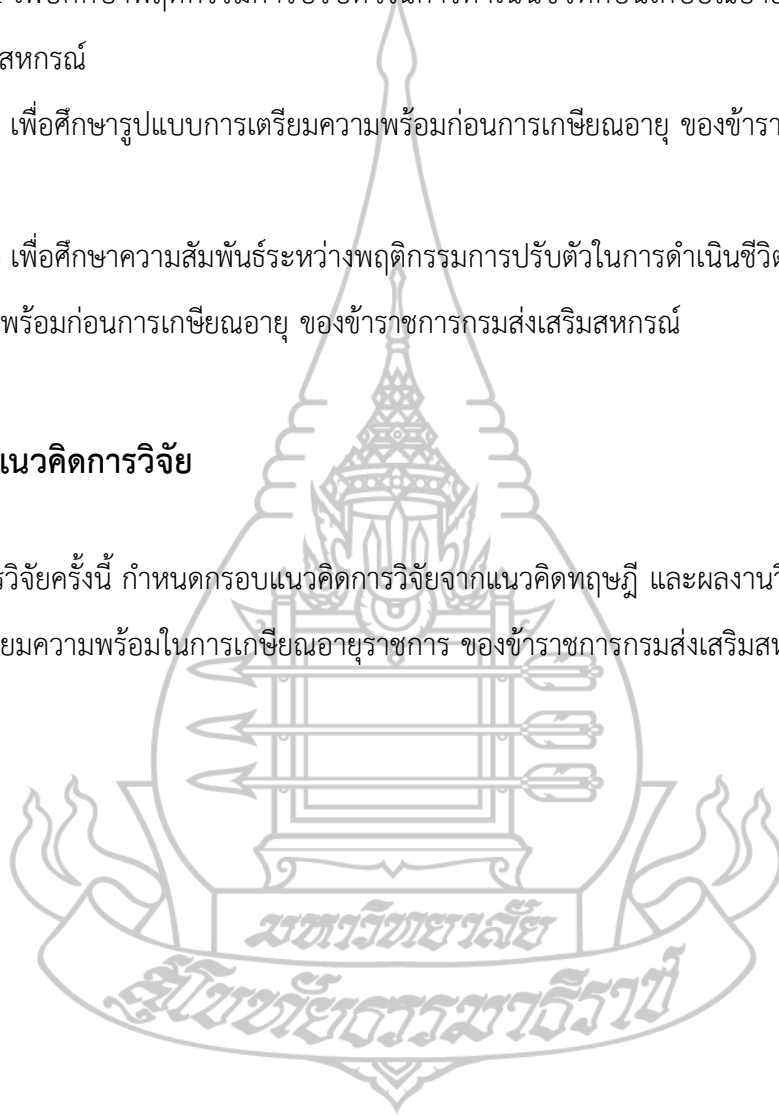 สหกรณ์
เพื่อศึกษารูปแบบการเตรียมความพร้อมก่อนการเกษียณอายุ ของข้ารา
เพื่อศึกษาความสัมพันธ์ระหว่างพฤติกรรมการปรับตัวในการดำเนินชีวิต
พร้อมก่อนการเกษียณอายุ ของข้าราชการกรมส่งเสริมสหกรณ์
แนวคิดการวิจัย
รวิจัยครั้งนี้ กำหนดกรอบแนวคิดการวิจัยจากแนวคิดทฤษฎี และผลงานวิ
ยมความพร้อมในการเกษียณอายุราชการ ของข้าราชการกรมส่งเสริมสห
มหาวิทยาลัย
สุโขทัยธรรมาธิราช